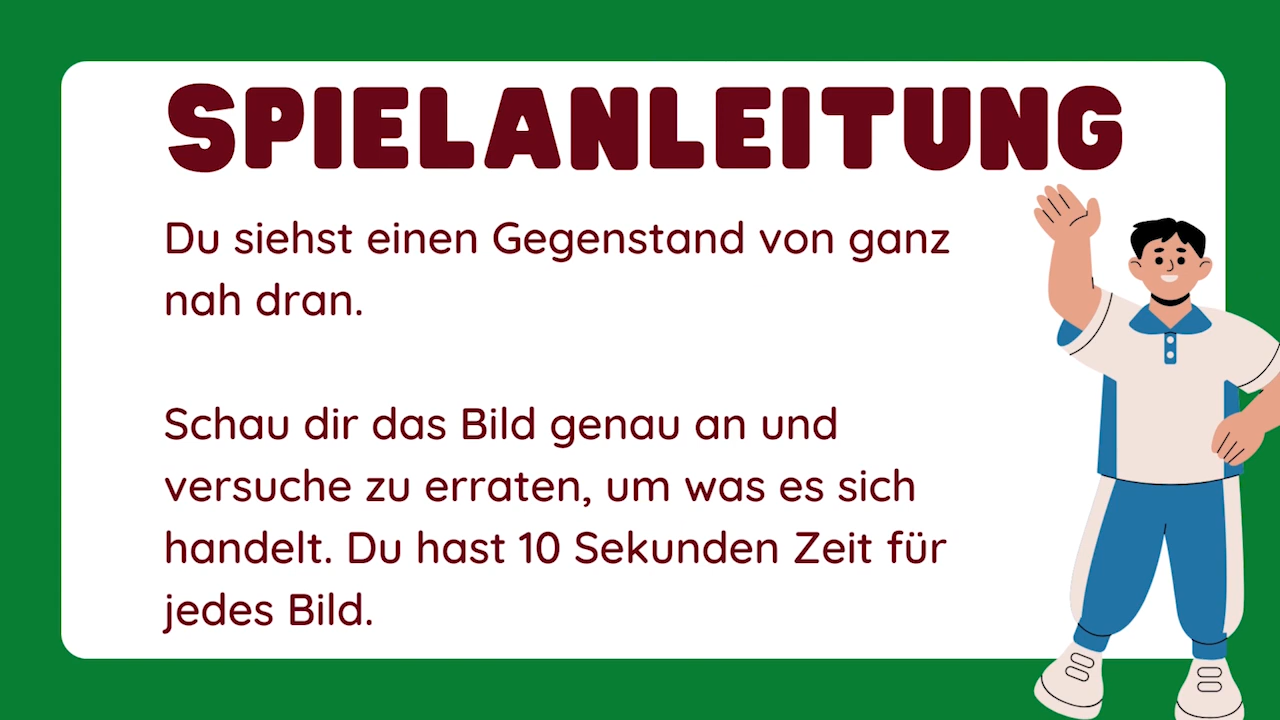 SPIELANLEITUNG
Du siehst einen Gegenstand von ganz
nah dran.
Schau dir das Bild genau an und
versuche zu erraten, um was es sich
handelt. Du hast 10 Sekunden Zeit für
jedes Bild.